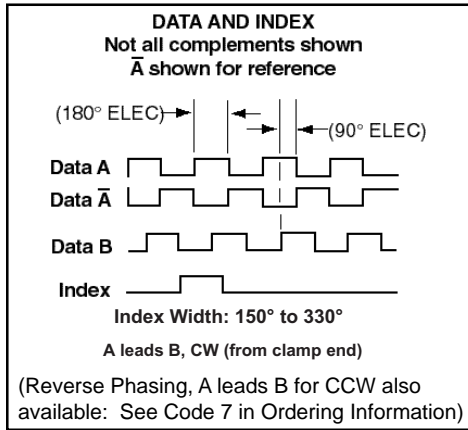 DATA AND INDEX
Not all complements shown
A̅ shown for reference
(180° ELEC)
(90° ELEC)
Data A
Data A̅
Data B
Index
Index Width: 150° to 330°
A leads B, CW (from clamp end)
(Reverse Phasing, A leads B for CCW also
available: See Code 7 in Ordering Information)